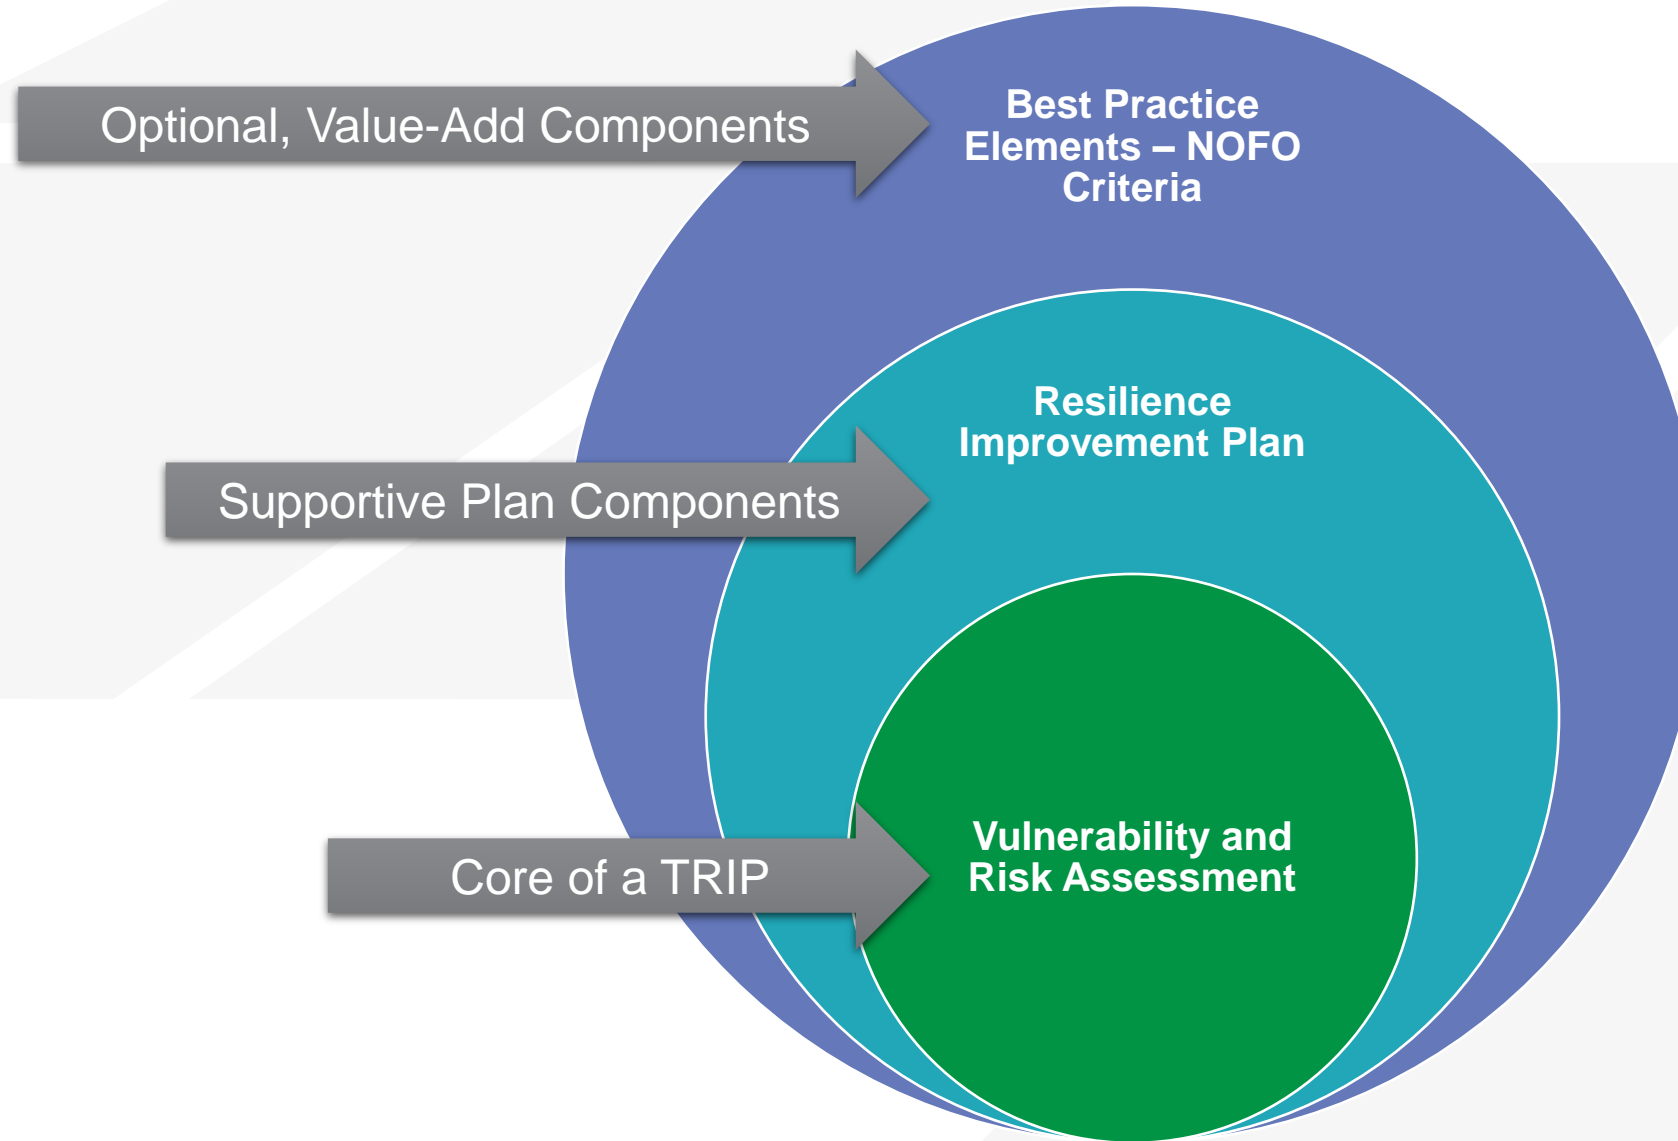 Optional, Value-Add Components
Best Practice
Elements – NOFO
Criteria
Supportive Plan Components
Resilience
Improvement Plan
Core of a TRIP
Vulnerability and
Risk Assessment